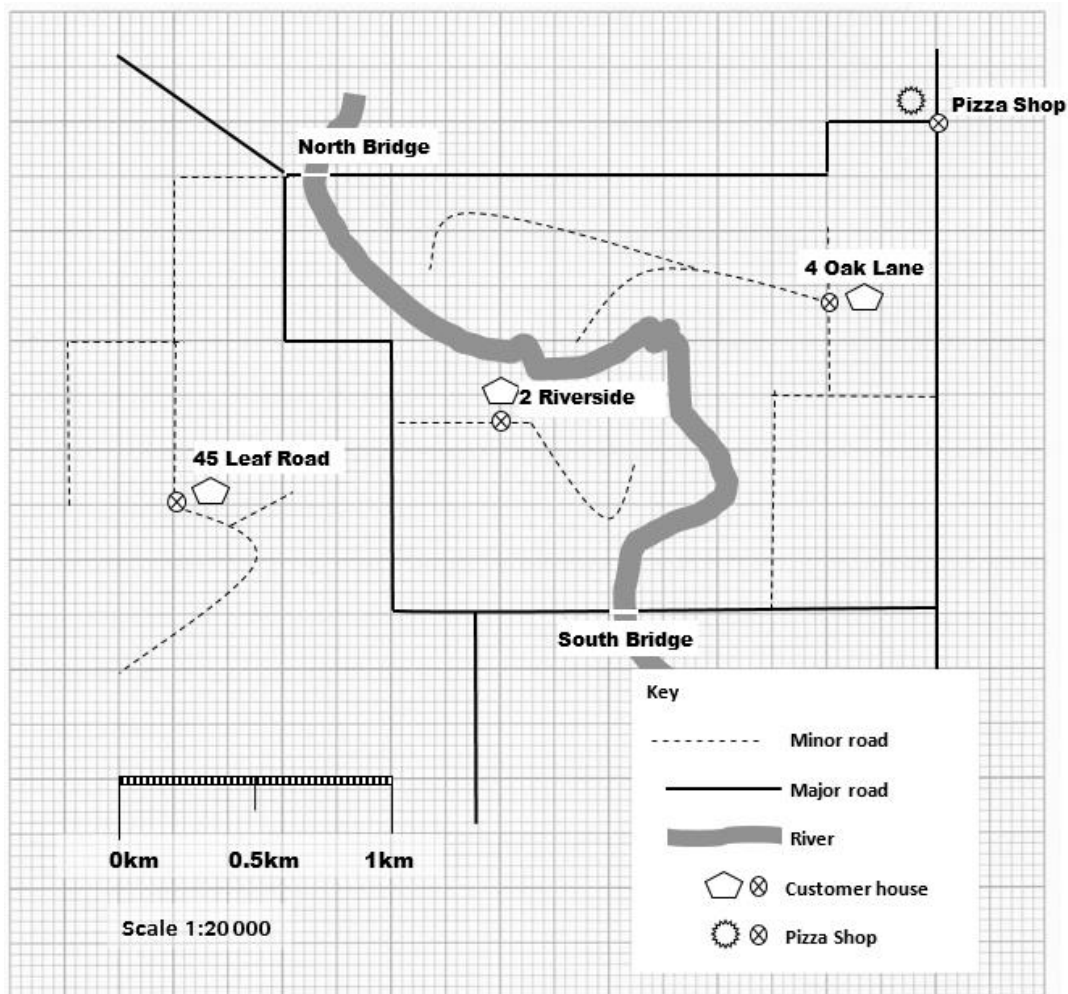 Pizza Shop
North Bridge
4 Oak Lane
2 Riverside
45 Leaf Road
South Bridge
Key
Minor road
Major road
River
Customer house
Pizza Shop
0km 0.5km 1km
Scale 1:20 000